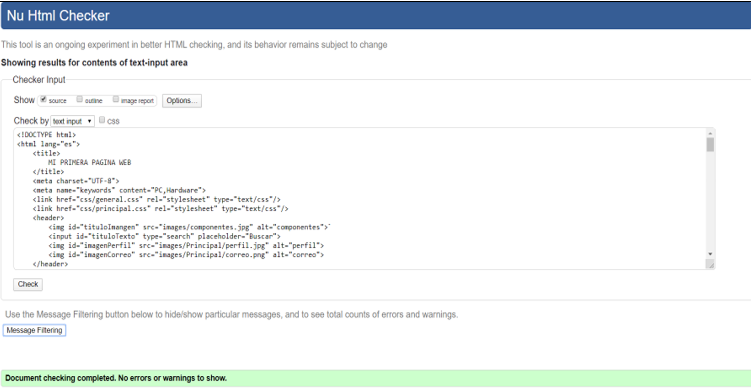 Nu Html Checker
This tool is an ongoing experiment in better HTML checking, and its behavior remains subject to change
Showing results for contents of text-input area
Checker Input
Show source outline image report Options...
Check by text input css
<!DOCTYPE html>
<html lang="es">
<title>
MI PRIMERA PAGINA WEB
</title>
<meta charset="UTF-8">
<meta name="keywords" content="PC,Hardware">
<link href="css/general.css" rel="stylesheet" type="text/css"/>
<link href="css/principal.css" rel="stylesheet" type="text/css"/>
<header>
<img id="tituloImangen" src="images/componentes.jpg" alt="componentes">`
<input id="tituloTexto" type="search" placeholder="Buscar">
<img id="imagenPerfil" src="images/Principal/perfil.jpg" alt="perfil">
<img id="imagenCorreo" src="images/Principal/correo.png" alt="correo">
</header>
Check
Use the Message Filtering button below to hide/show particular messages, and to see total counts of errors and warnings.
Message Filtering
Document checking completed. No errors or warnings to show.